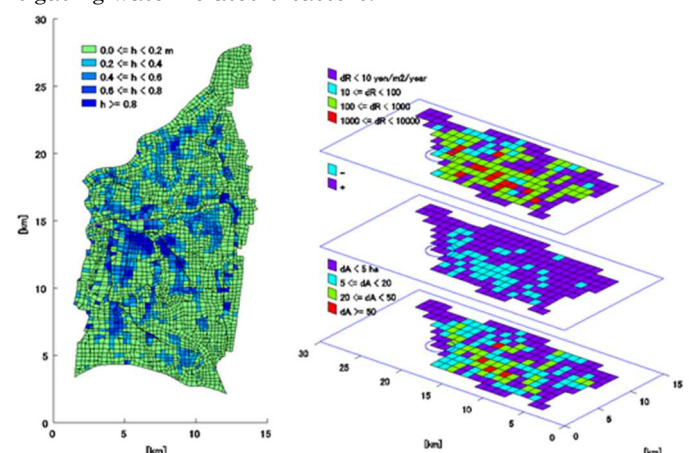 30
25
20
15
10
5
0
[km]
0.0 <= h < 0.2 m
0.2 <= h < 0.4
0.4 <= h < 0.6
0.6 <= h < 0.8
h >= 0.8
0 5 10 15
[km]
dR < 10 yen/m2/year
10 <= dR < 100
100 <= dR < 1000
1000 <= dR < 10000
-
+
dA < 5 ha
5 <= dA < 20
20 <= dA < 50
dA >= 50
30
25
20
15
10
5
0
[km]
0
5
10
15
[km]